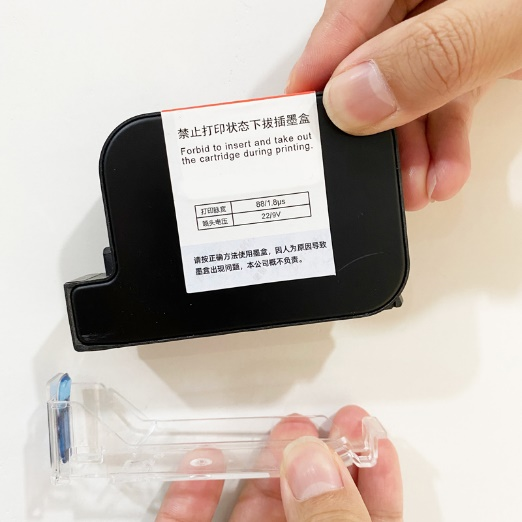 禁止打印状态下拔插墨盒
Forbid to insert and take out
the cartridge during printing.
打印脉宽 88/1.8μs
喷头电压 22/9V
请按正确方法使用墨盒，因人为原因导致
墨盒出现问题，本公司概不负责。